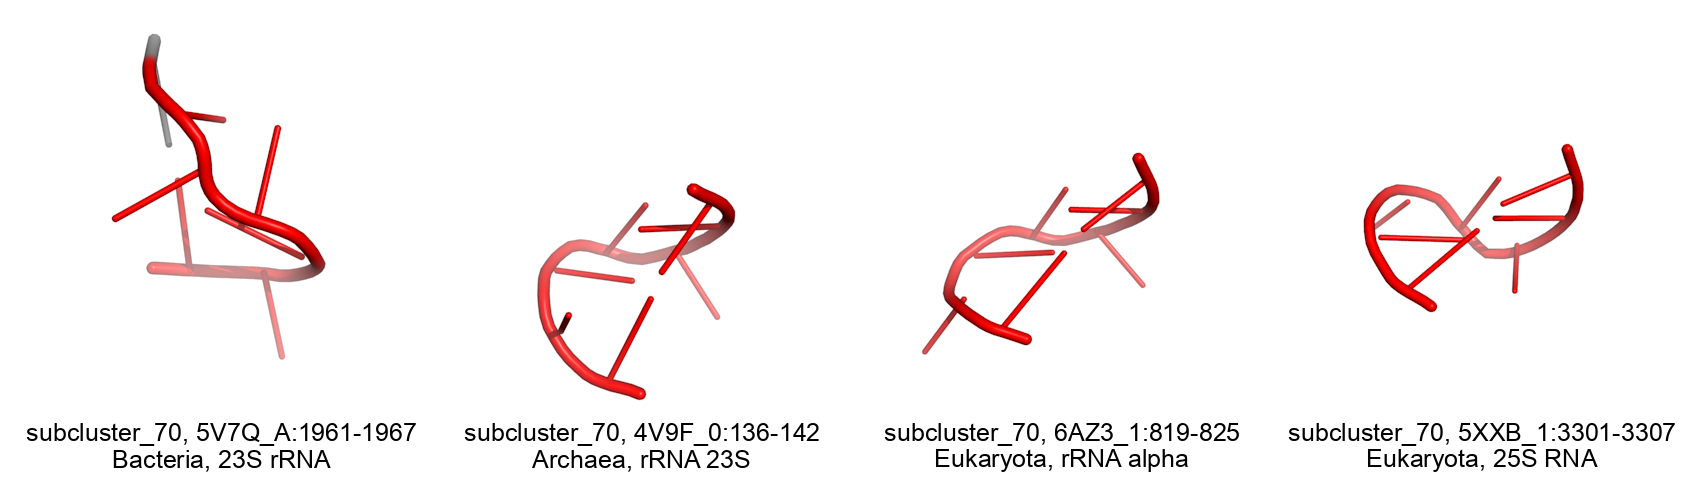 subcluster_70, 5V7Q_A:1961-1967
Bacteria, 23S rRNA
subcluster_70, 4V9F_0:136-142
Archaea, rRNA 23S
subcluster_70, 6AZ3_1:819-825
Eukaryota, rRNA alpha
subcluster_70, 5XXB_1:3301-3307
Eukaryota, 25S RNA